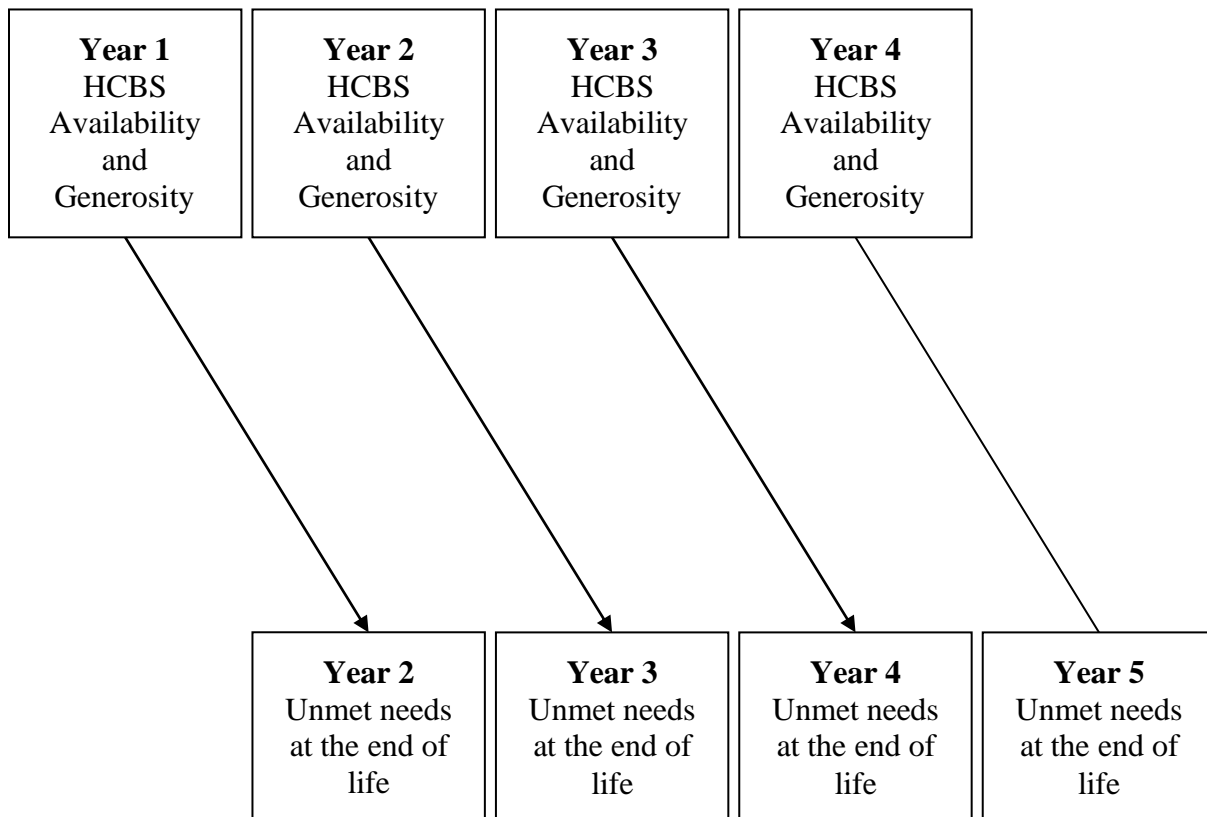 Year 1
HCBS
Availability
and
Generosity
Year 2
HCBS
Availability
and
Generosity
Year 3
HCBS
Availability
and
Generosity
Year 4
HCBS
Availability
and
Generosity
Year 2
Unmet needs
at the end of
life
Year 3
Unmet needs
at the end of
life
Year 4
Unmet needs
at the end of
life
Year 5
Unmet needs
at the end of
life